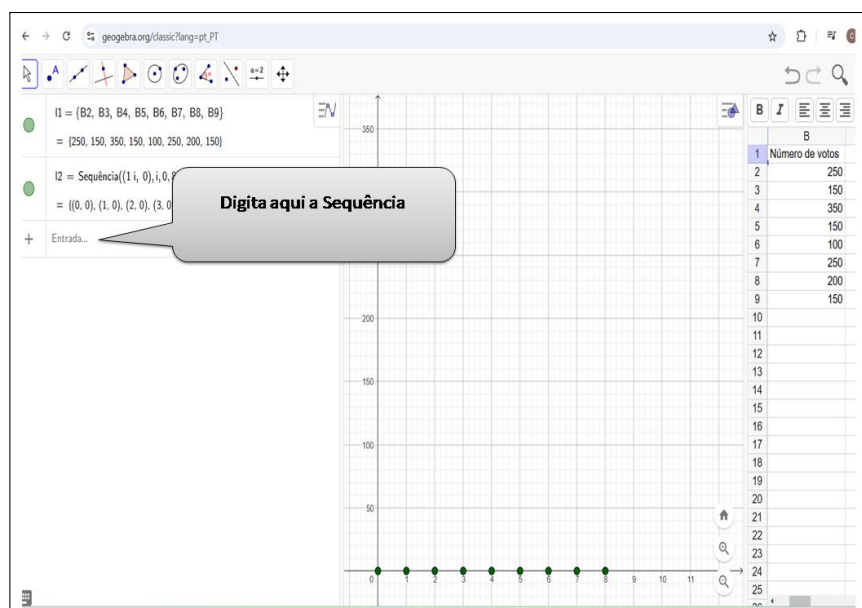 geogebra.org/classic?lang=pt_PT
A
a=2
l1 = {B2, B3, B4, B5, B6, B7, B8, B9}
= {250, 150, 350, 150, 100, 250, 200, 150}
l2 = Sequência((1 i, 0), i, 0,
= {(0, 0), (1, 0), (2, 0), (3, 0
+ Entrada...
Digita aqui a Sequência
350
200
150
100
50
0 1 2 3 4 5 6 7 8 9 10 11
B I
B
1 Número de votos
2 250
3 150
4 350
5 150
6 100
7 250
8 200
9 150
10
11
12
13
14
15
16
17
18
19
20
21
22
23
24
25